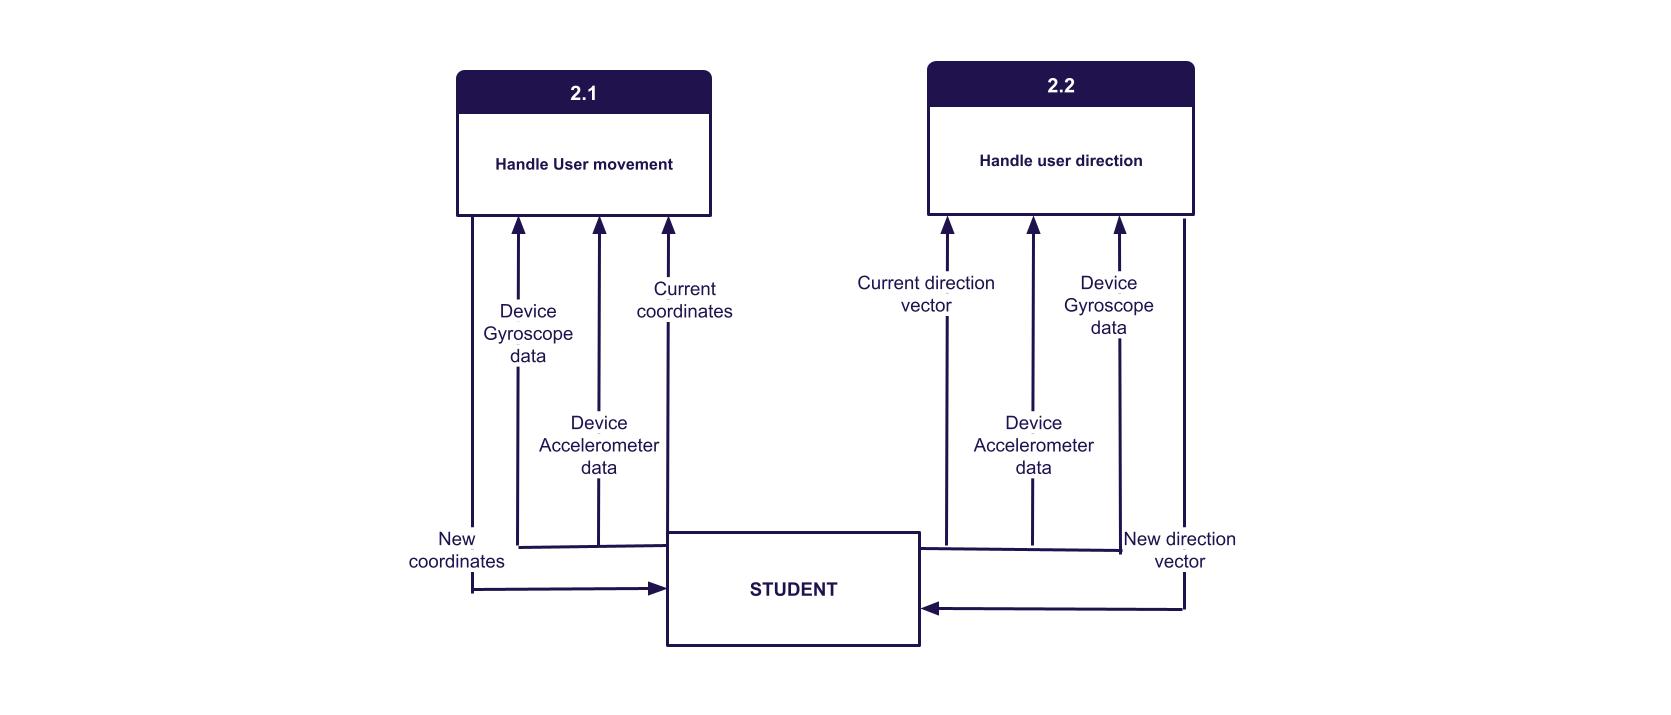 2.1
Handle User movement
2.2
Handle user direction
Device
Gyroscope
data
Current
coordinates
Current direction
vector
Device
Gyroscope
data
Device
Accelerometer
data
Device
Accelerometer
data
New
coordinates
New direction
vector
STUDENT